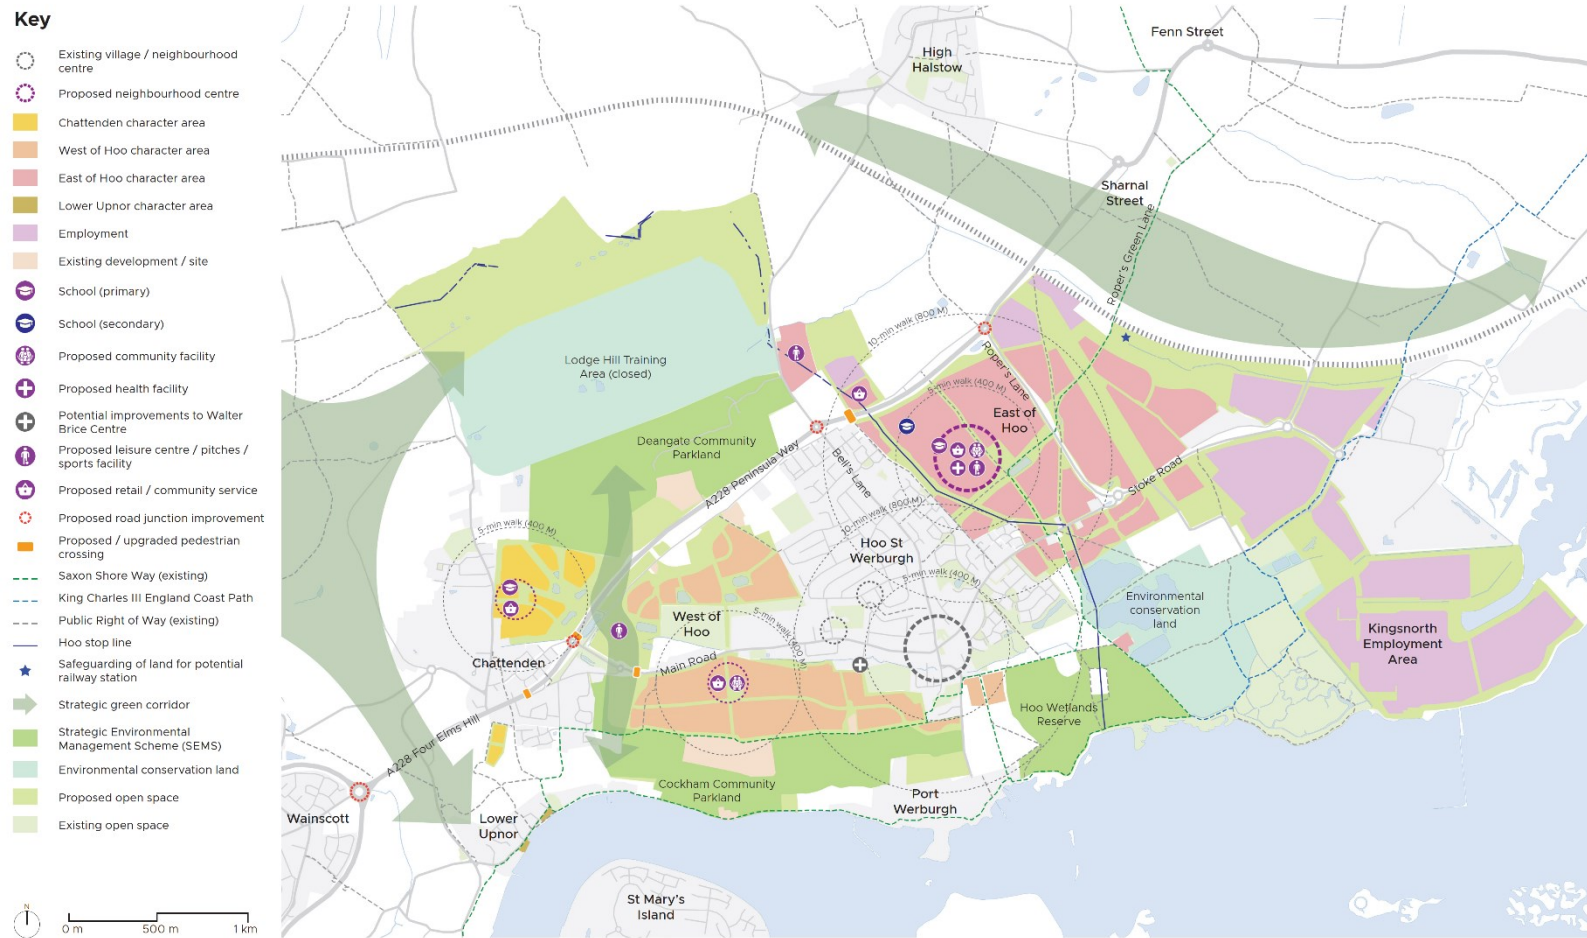 Key
Existing village / neighbourhood
centre
Proposed neighbourhood centre
Chattenden character area
West of Hoo character area
East of Hoo character area
Lower Upnor character area
Employment
Existing development / site
School (primary)
School (secondary)
Proposed community facility
Proposed health facility
Potential improvements to Walter
Brice Centre
Proposed leisure centre / pitches /
sports facility
Proposed retail / community service
Proposed road junction improvement
Proposed / upgraded pedestrian
crossing
Saxon Shore Way (existing)
King Charles III England Coast Path
Public Right of Way (existing)
Hoo stop line
Safeguarding of land for potential
railway station
Strategic green corridor
Strategic Environmental
Management Scheme (SEMS)
Environmental conservation land
Proposed open space
Existing open space
N
0 m
500 m
1 km
Fenn Street
High
Halstow
Sharnal
Street
Roper's Green Lane
10-min walk (800 M)
Roper's Lane
5-min walk (400 M)
East of
Hoo
Lodge Hill Training
Area (closed)
Deangate Community
Parkland
A228 Peninsula Way
Bell's Lane
Stoke Road
10-min walk (800 M)
5-min walk (400 M)
Hoo St
Werburgh
5-min walk (400 M)
Environmental
conservation
land
West of
Hoo
5-min walk (400 M)
Kingsnorth
Employment
Area
Chattenden
Main Road
Hoo Wetlands
Reserve
A228 Four Elms Hill
Cockham Community
Parkland
Port
Werburgh
Wainscott
Lower
Upnor
St Mary's
Island